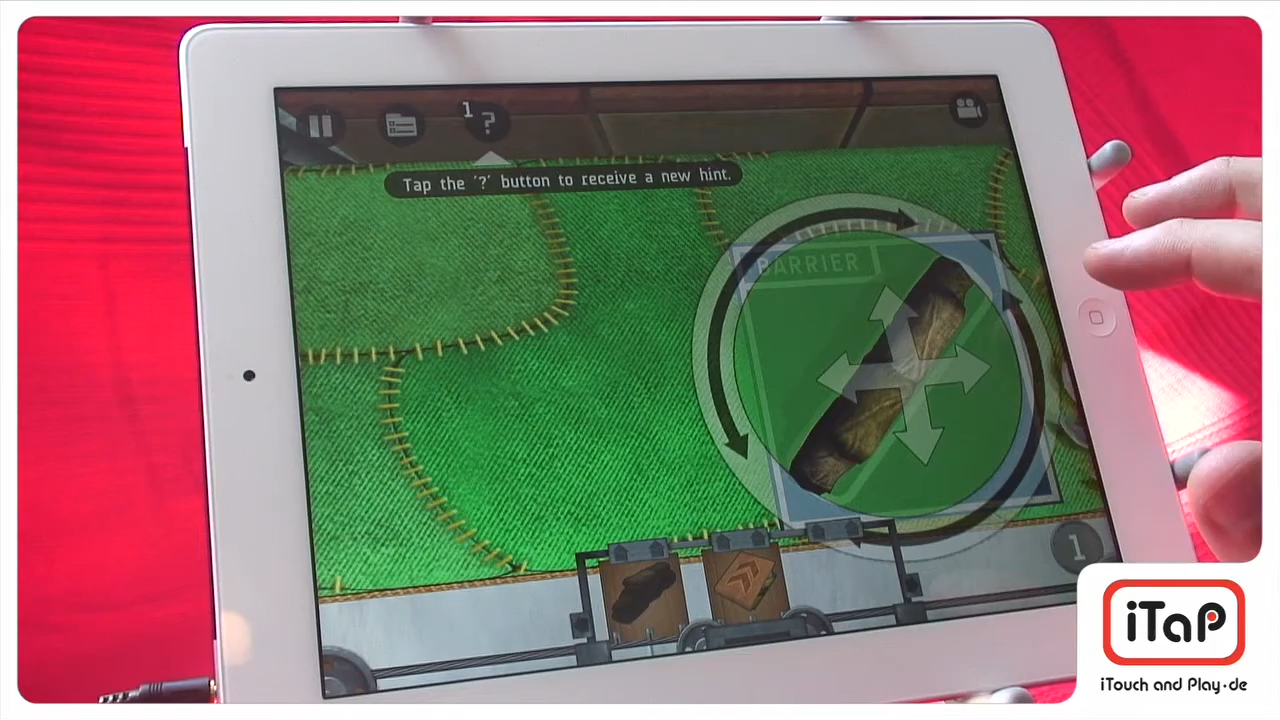 1
?
Tap the '?' button to receive a new hint.
BARRIER
1
iTaP
iTouch and Play·de